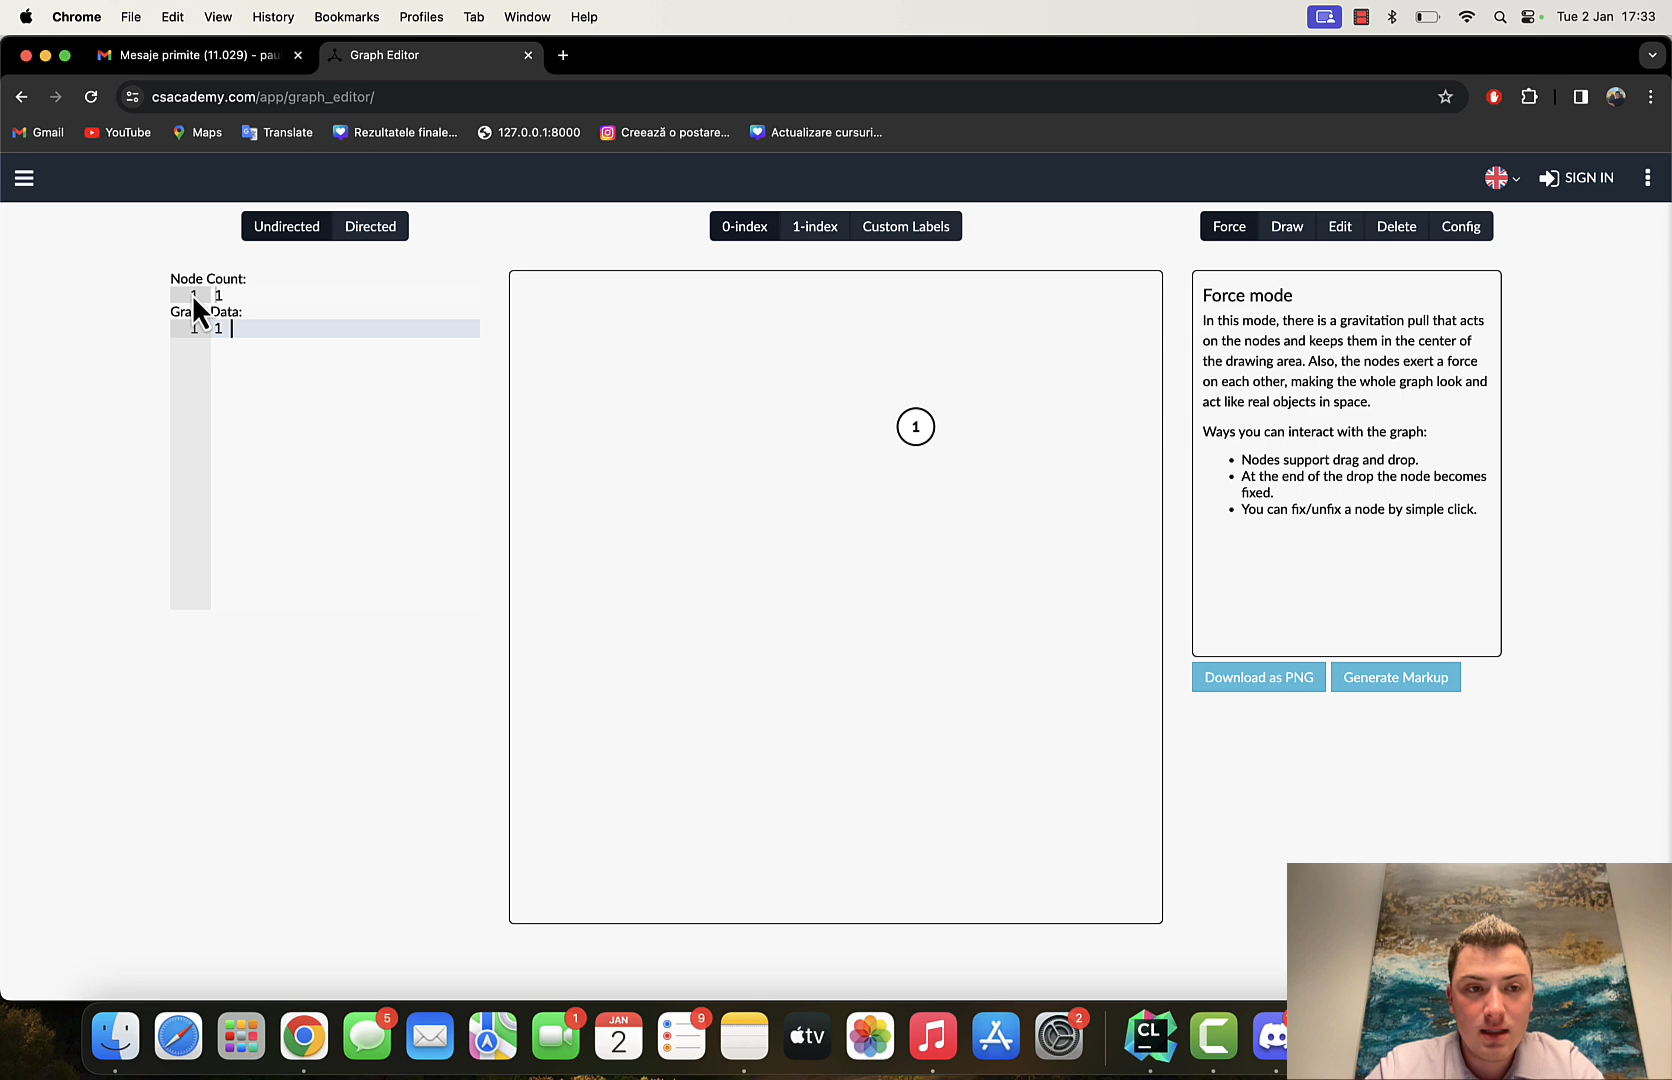 Chrome File Edit View History Bookmarks Profiles Tab Window Help Tue 2 Jan 17:33
Mesaje primite (11.029) - pau Graph Editor
csacademy.com/app/graph_editor/
Gmail YouTube Maps Translate Rezultatele finale... 127.0.0.1:8000 Creează o postare... Actualizare cursuri...
SIGN IN
Undirected Directed 0-index 1-index Custom Labels Force Draw Edit Delete Config
Node Count:
1 1
Gra Data:
1 1
1
Force mode
In this mode, there is a gravitation pull that acts
on the nodes and keeps them in the center of
the drawing area. Also, the nodes exert a force
on each other, making the whole graph look and
act like real objects in space.
Ways you can interact with the graph:
Nodes support drag and drop.
At the end of the drop the node becomes
fixed.
You can fix/unfix a node by simple click.
Download as PNG Generate Markup
5 1 JAN 2 9 tv 2 CL C